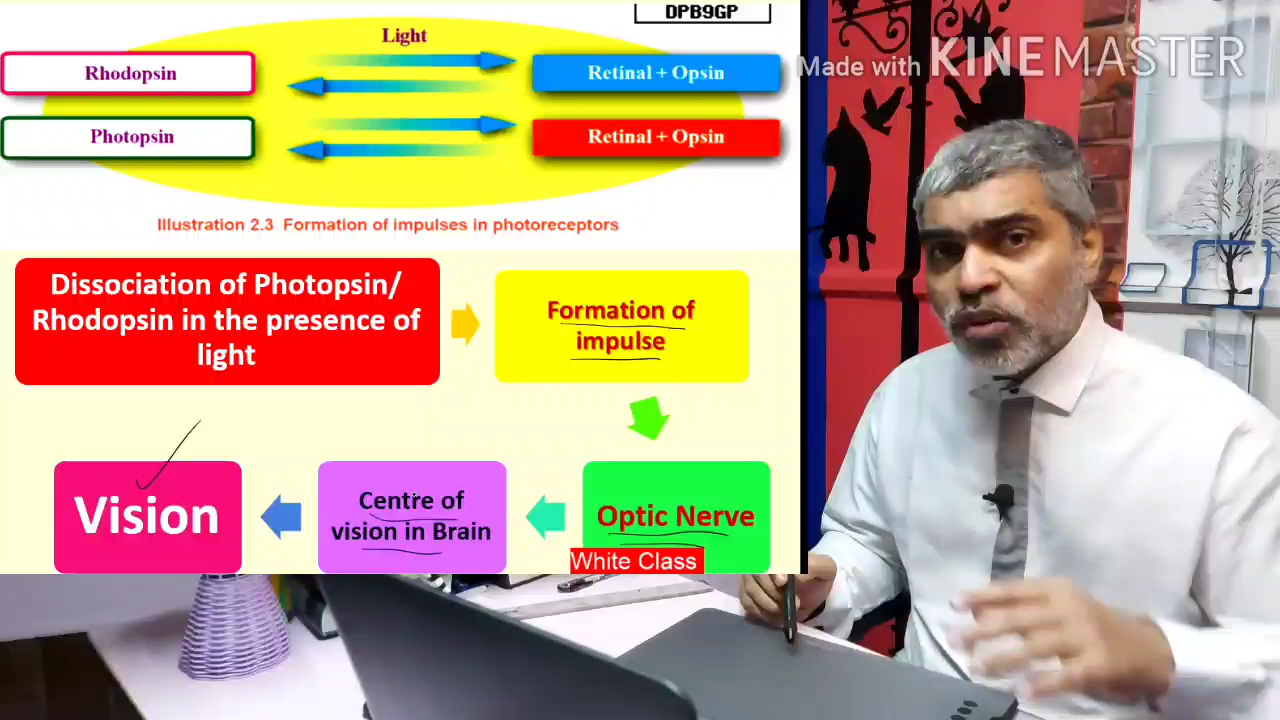 DPB9GP
Made with KINEMASTER
Light
Rhodopsin
Retinal + Opsin
Photopsin
Retinal + Opsin
Illustration 2.3 Formation of impulses in photoreceptors
Dissociation of Photopsin/
Rhodopsin in the presence of
light
Formation of
impulse
Vision
Centre of
vision in Brain
Optic Nerve
White Class